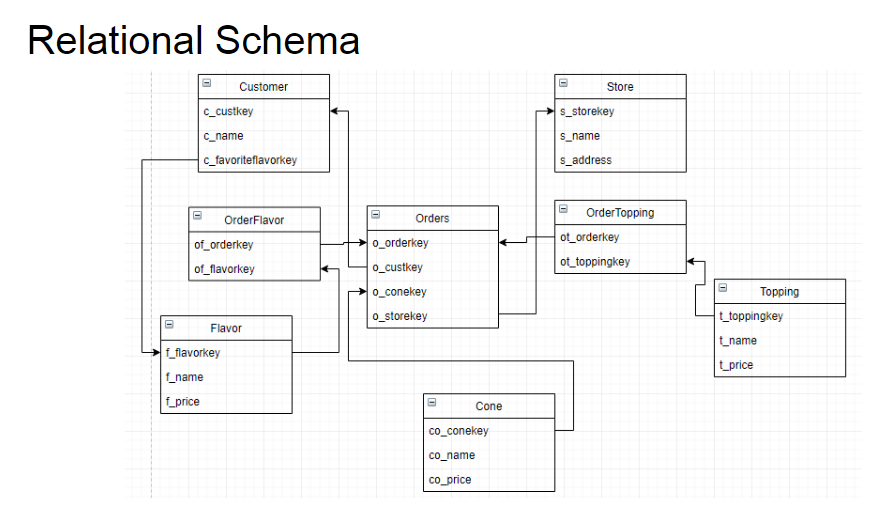 Relational Schema
Customer
c_custkey
c_name
c_favoriteflavorkey
Store
s_storekey
s_name
s_address
OrderFlavor
of_orderkey
of_flavorkey
Orders
o_orderkey
o_custkey
o_conekey
o_storekey
OrderTopping
ot_orderkey
ot_toppingkey
Topping
t_toppingkey
t_name
t_price
Flavor
f_flavorkey
f_name
f_price
Cone
co_conekey
co_name
co_price